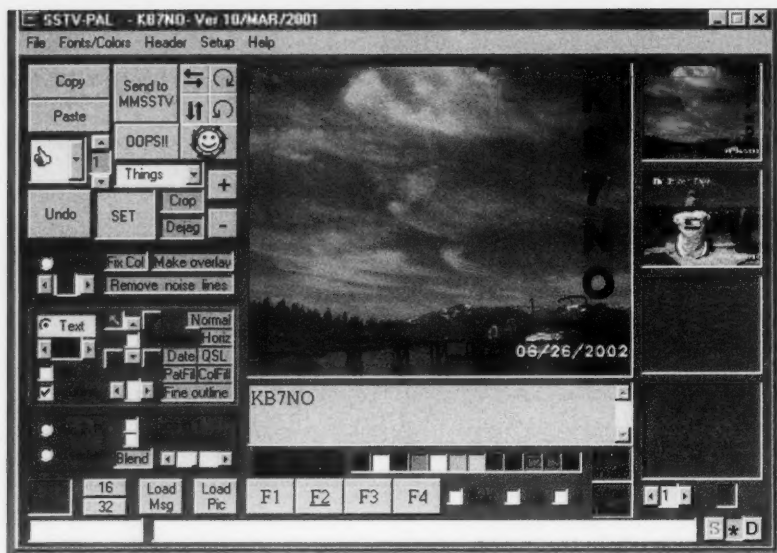 SSTV-PAL - KB7NO- Ver 10/MAR/2001
File Fonts/Colors Header Setup Help
Copy
Paste
Send to
MMSSTV
OOPS!!
1
Things
+
Undo
SET
Crop
Dejag
-
Fix Col Make overlay
Remove noise lines
Text
Normal
Horiz
Date QSL
PatFil ColFill
Fine outline
Blend
16
32
Load
Msg
Load
Pic
KB7NO
06/26/2002
KB7NO
F1 F2 F3 F4
1
S * D